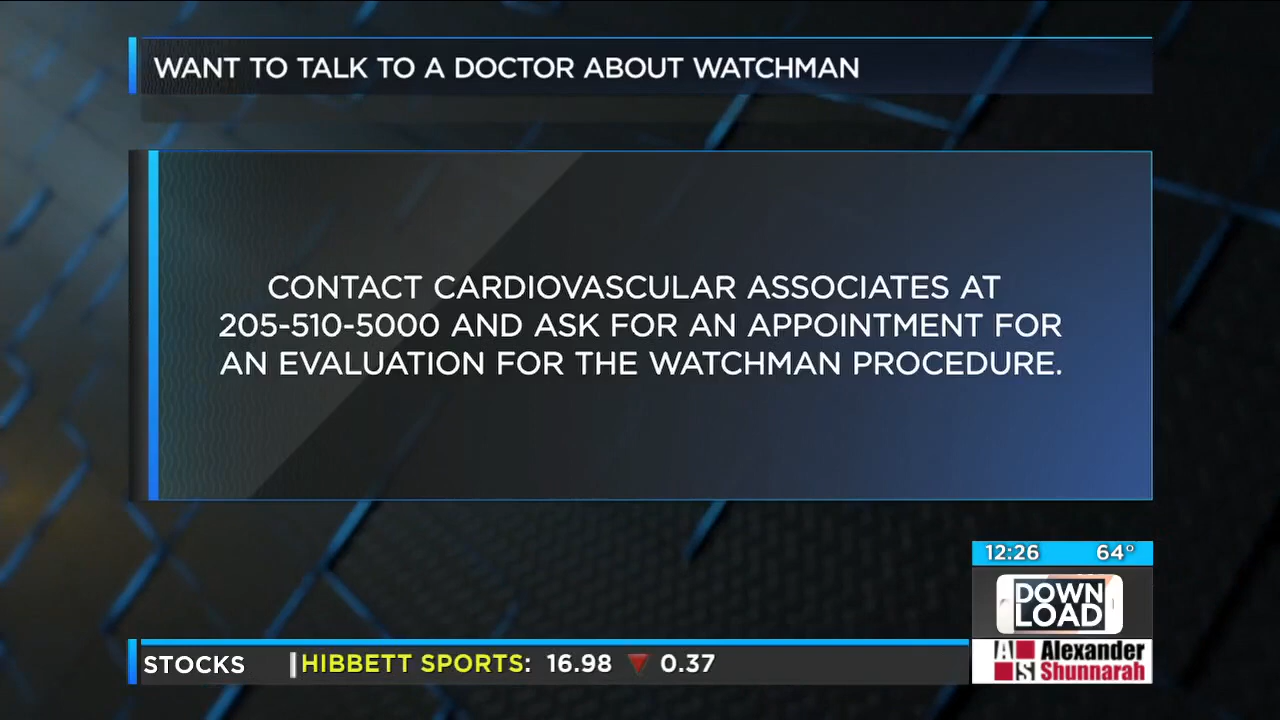 WANT TO TALK TO A DOCTOR ABOUT WATCHMAN
CONTACT CARDIOVASCULAR ASSOCIATES AT
205-510-5000 AND ASK FOR AN APPOINTMENT FOR
AN EVALUATION FOR THE WATCHMAN PROCEDURE.
12:26 64°
DOWN
LOAD
STOCKS HIBBETT SPORTS: 16.98 ▼ 0.37
AS Alexander
Shunnarah